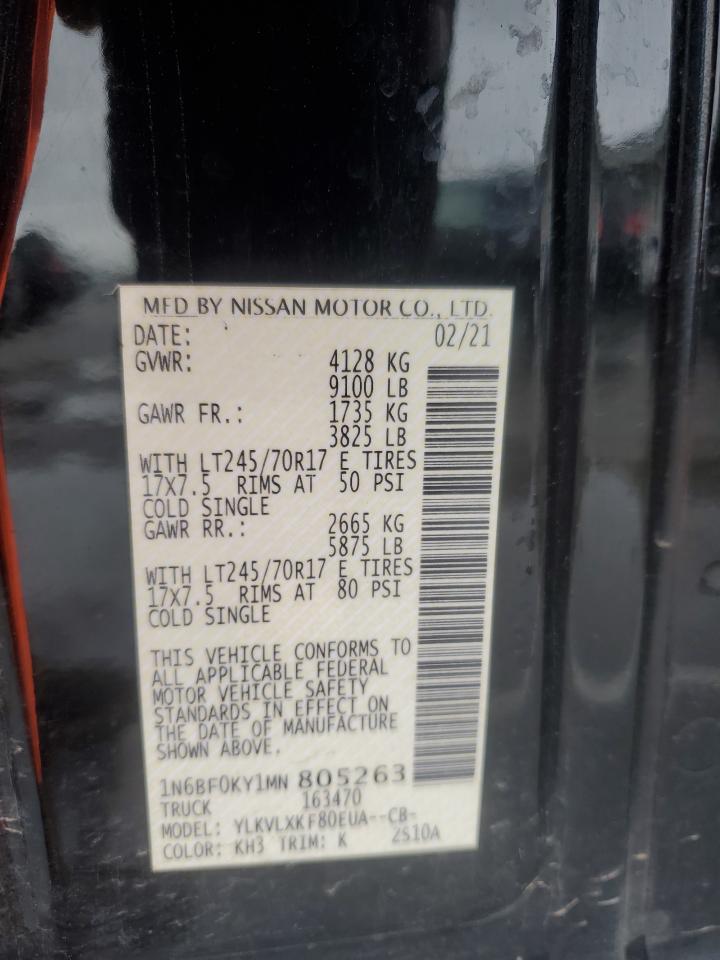 MFD BY NISSAN MOTOR CO., LTD.
DATE: 02/21
GVWR: 4128 KG
9100 LB
GAWR FR.: 1735 KG
3825 LB
WITH LT245/70R17 E TIRES
17X7.5 RIMS AT 50 PSI
COLD SINGLE
GAWR RR.: 2665 KG
5875 LB
WITH LT245/70R17 E TIRES
17X7.5 RIMS AT 80 PSI
COLD SINGLE
THIS VEHICLE CONFORMS TO
ALL APPLICABLE FEDERAL
MOTOR VEHICLE SAFETY
STANDARDS IN EFFECT ON
THE DATE OF MANUFACTURE
SHOWN ABOVE.
1N6BF0KY1MN 805263
TRUCK 163470
MODEL: YLKVLXKF80EUA--CB-
COLOR: KH3 TRIM: K 2S10A